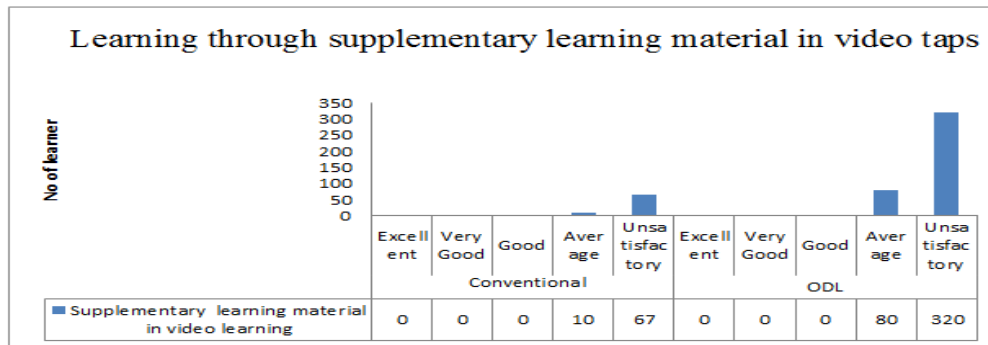 Learning through supplementary learning material in video taps
No of learner
350
300
250
200
150
100
50
0
Excell
ent
Very
Good
Good
Aver
age
Unsa
tisfac
tory
Excell
ent
Very
Good
Good
Aver
age
Unsa
tisfac
tory
Conventional
ODL
Supplementary learning material
in video learning
0 0 0 10 67 0 0 0 80 320